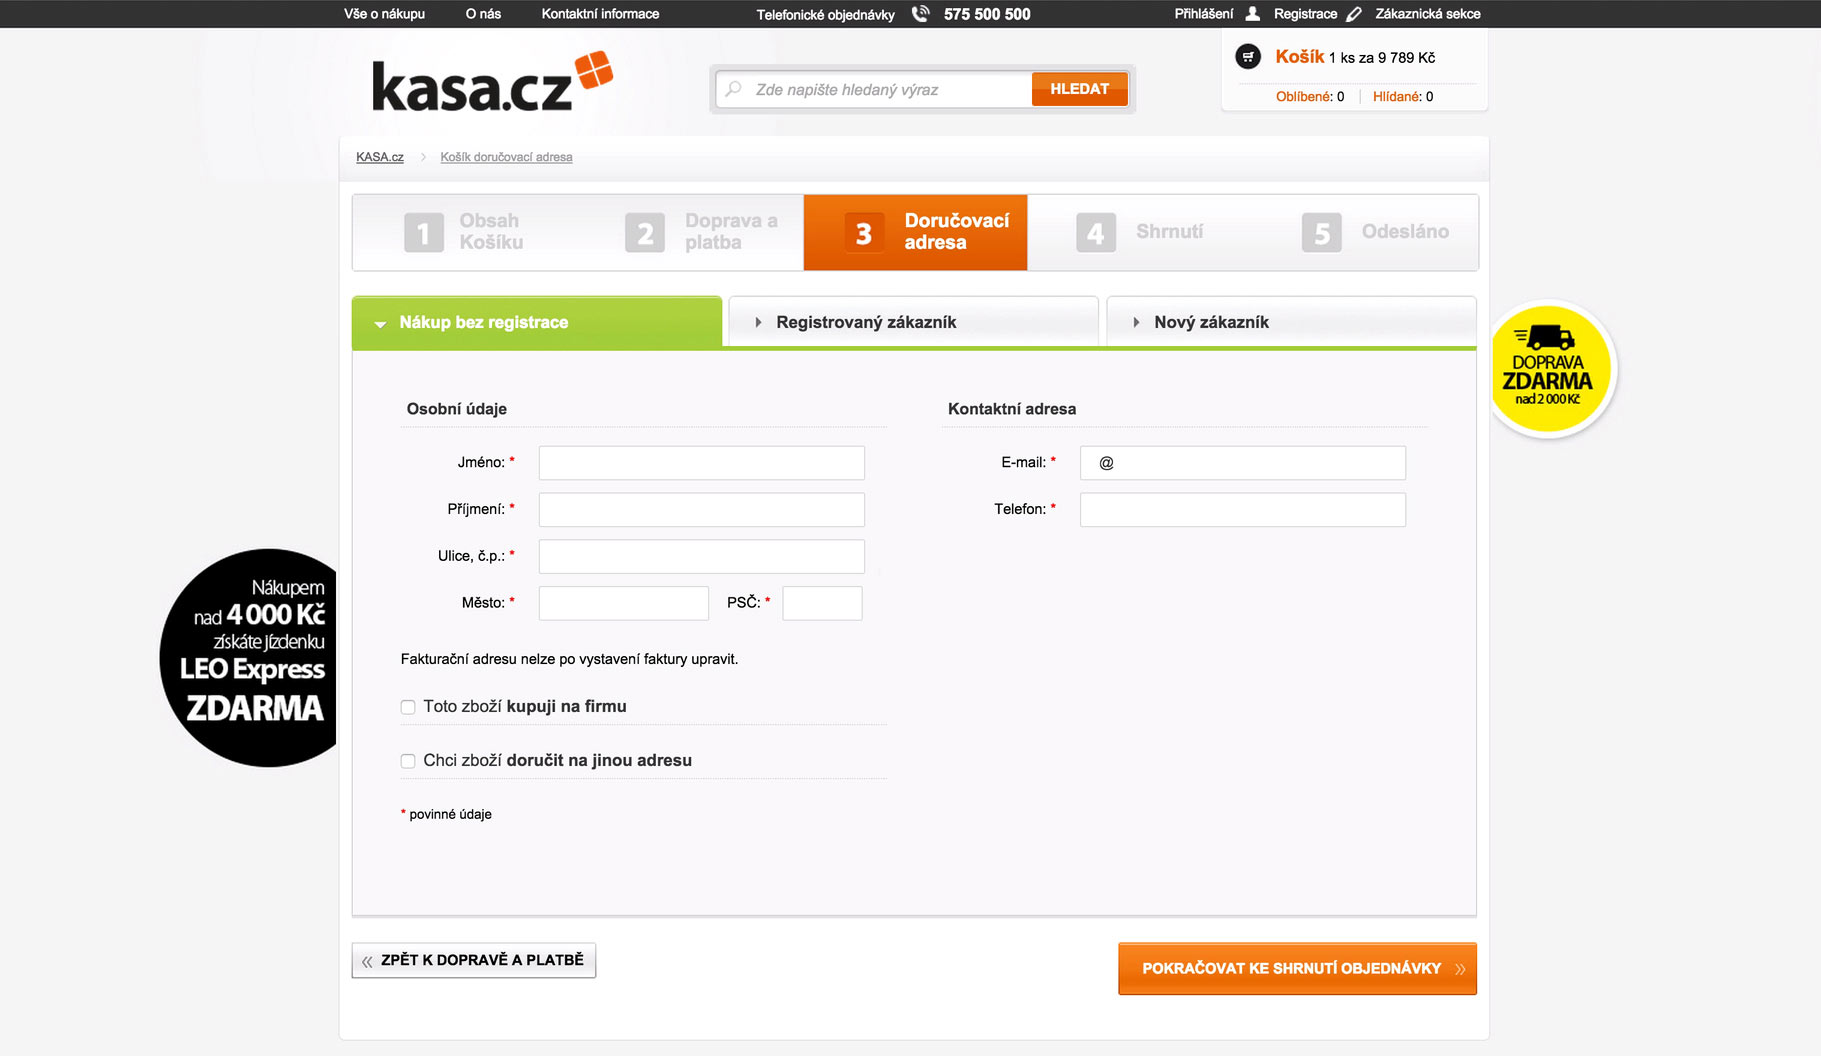 Vše o nákupu O nás Kontaktní informace Telefonické objednávky 575 500 500 Přihlášení Registrace Zákaznická sekce
kasa.cz
Zde napište hledaný výraz HLEDAT
Košík 1 ks za 9 789 Kč
Oblíbené: 0 | Hlídané: 0
KASA.cz > Košík doručovací adresa
1 Obsah Košíku
2 Doprava a platba
3 Doručovací adresa
4 Shrnutí
5 Odesláno
Nákup bez registrace
Registrovaný zákazník
Nový zákazník
DOPRAVA
ZDARMA
nad 2 000 Kč
Osobní údaje
Jméno: *
Příjmení: *
Ulice, č.p.: *
Město: * PSČ: *
Kontaktní adresa
E-mail: * @
Telefon: *
Nákupem
nad 4 000 Kč
získáte jízdenku
LEO Express
ZDARMA
Fakturační adresu nelze po vystavení faktury upravit.
Toto zboží kupuji na firmu
Chci zboží doručit na jinou adresu
* povinné údaje
« ZPĚT K DOPRAVĚ A PLATBĚ
POKRAČOVAT KE SHRNUTÍ OBJEDNÁVKY »